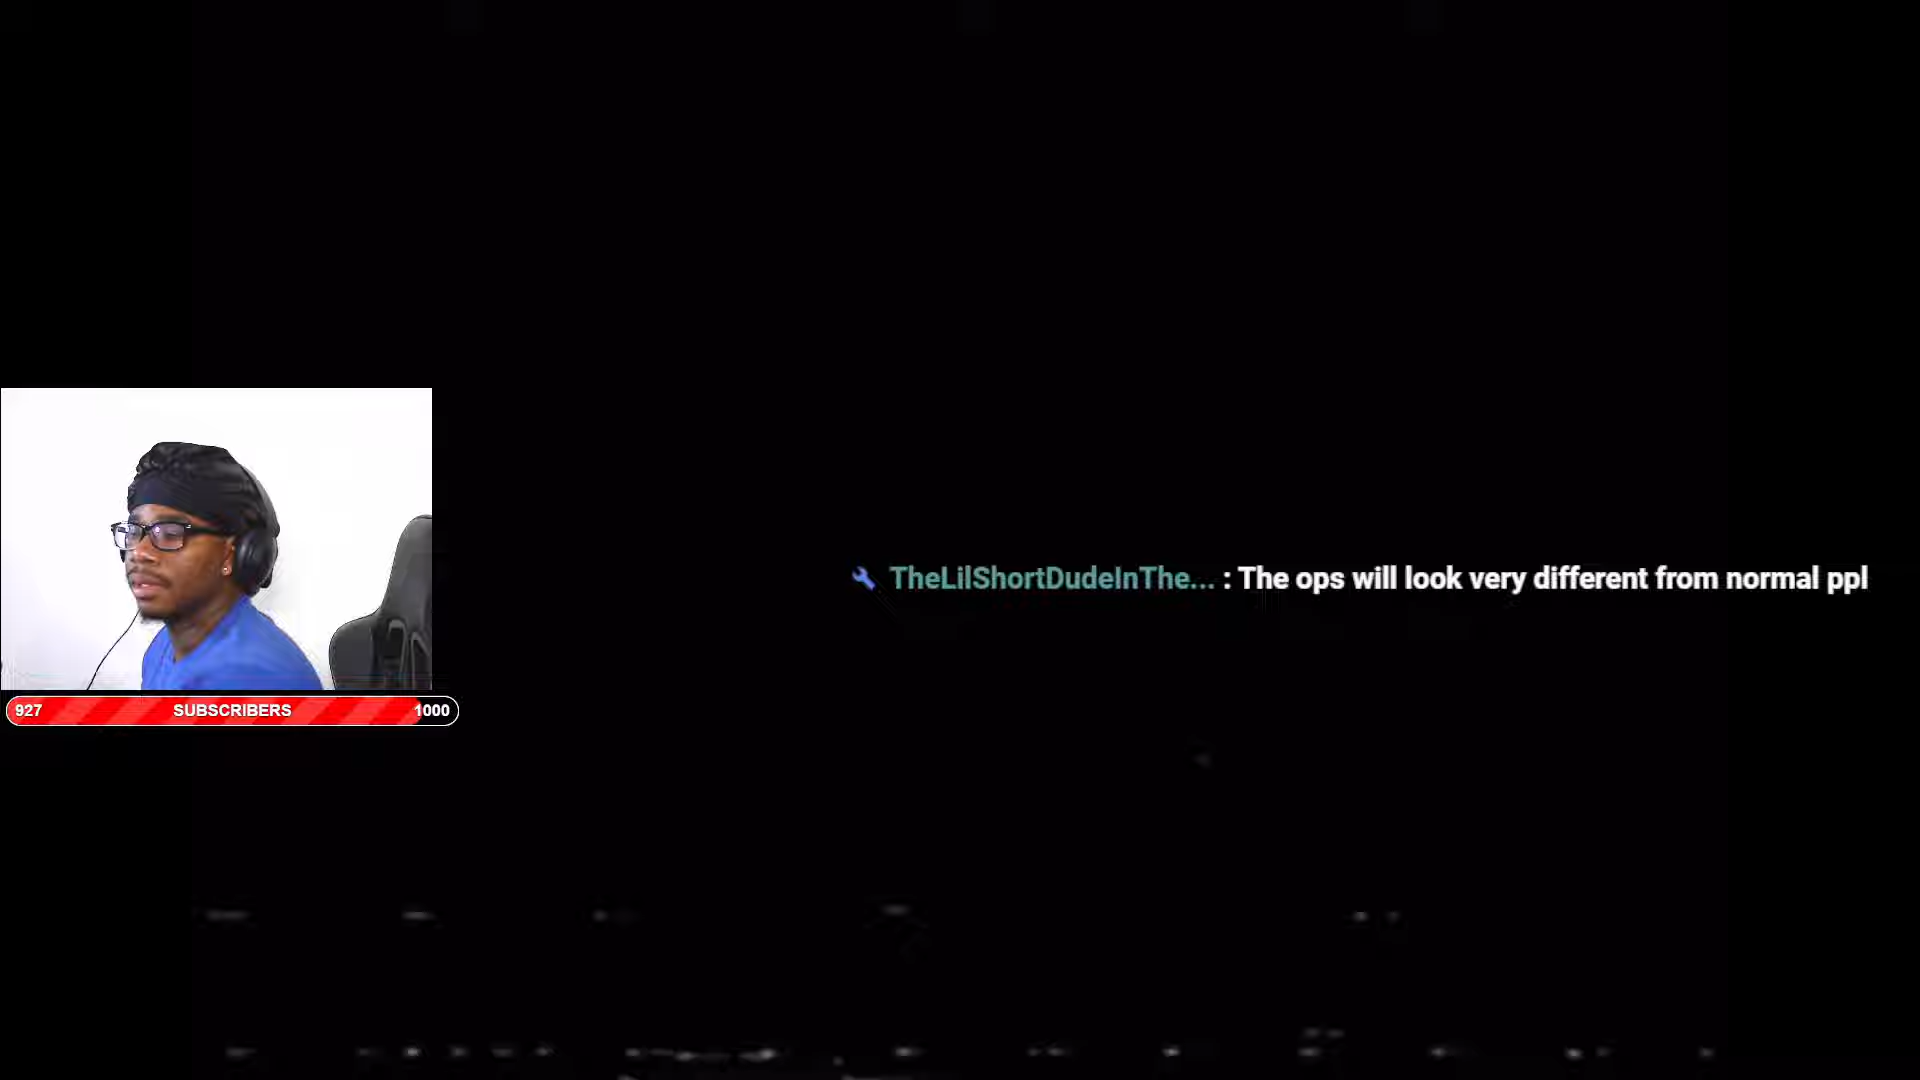 TheLilShortDudeInThe... : The ops will look very different from normal ppl
927 SUBSCRIBERS 1000